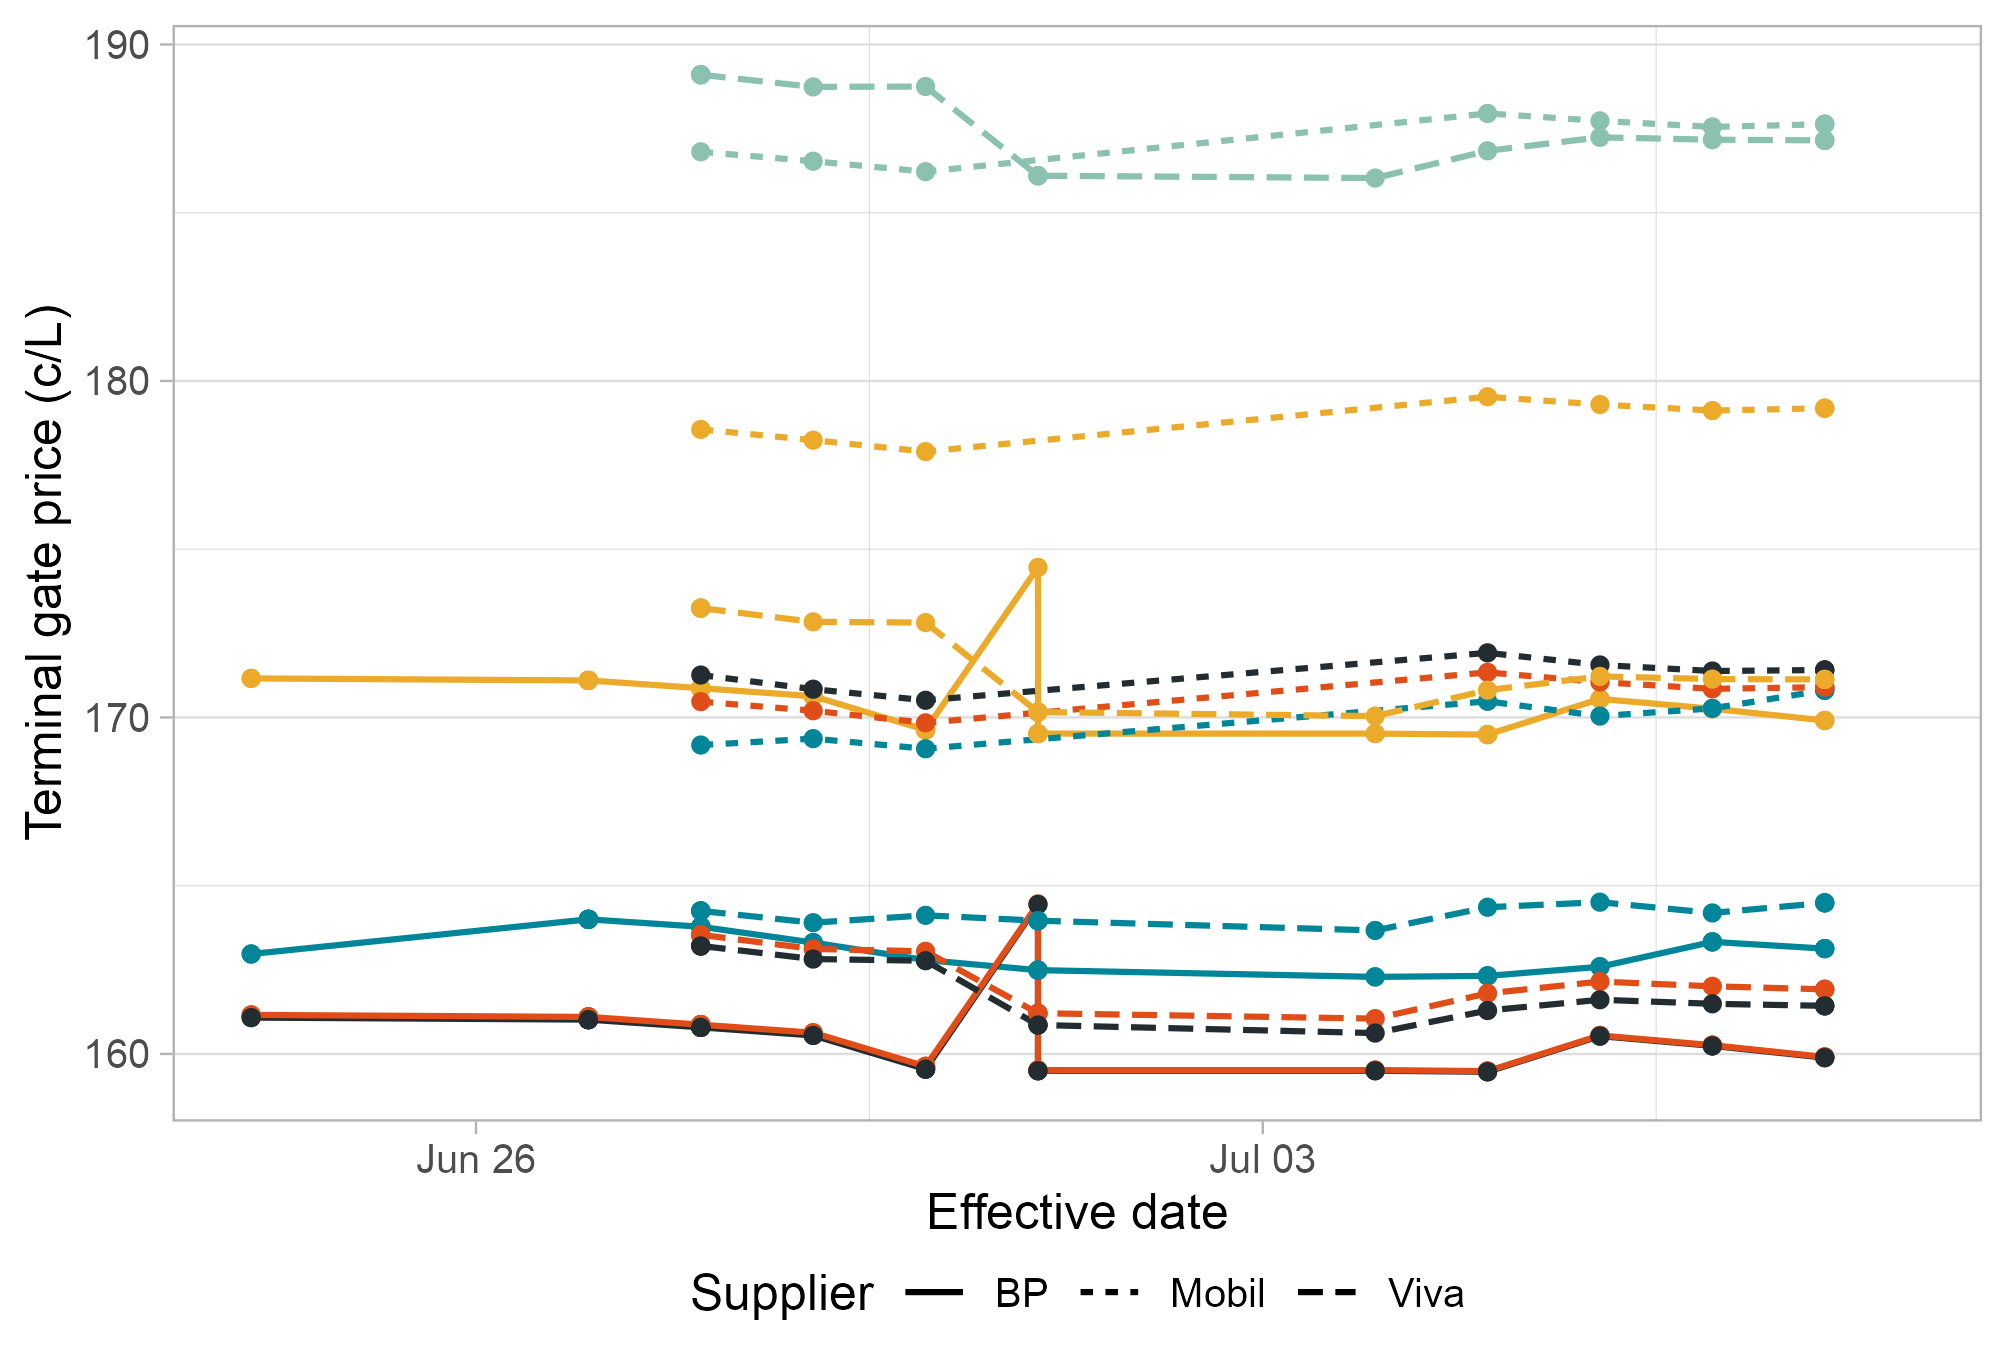 190
180
170
160
Terminal gate price (c/L)
Jun 26
Jul 03
Effective date
Supplier BP Mobil Viva